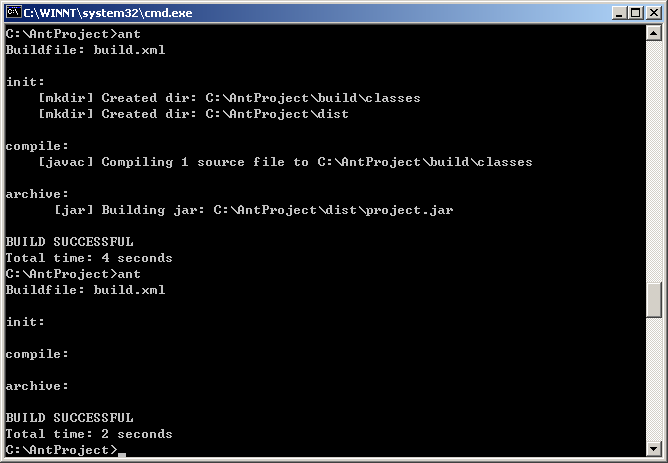 C:\WINNT\system32\cmd.exe
C:\AntProject>ant
Buildfile: build.xml
init:
[mkdir] Created dir: C:\AntProject\build\classes
[mkdir] Created dir: C:\AntProject\dist
compile:
[javac] Compiling 1 source file to C:\AntProject\build\classes
archive:
[jar] Building jar: C:\AntProject\dist\project.jar
BUILD SUCCESSFUL
Total time: 4 seconds
C:\AntProject>ant
Buildfile: build.xml
init:
compile:
archive:
BUILD SUCCESSFUL
Total time: 2 seconds
C:\AntProject>_